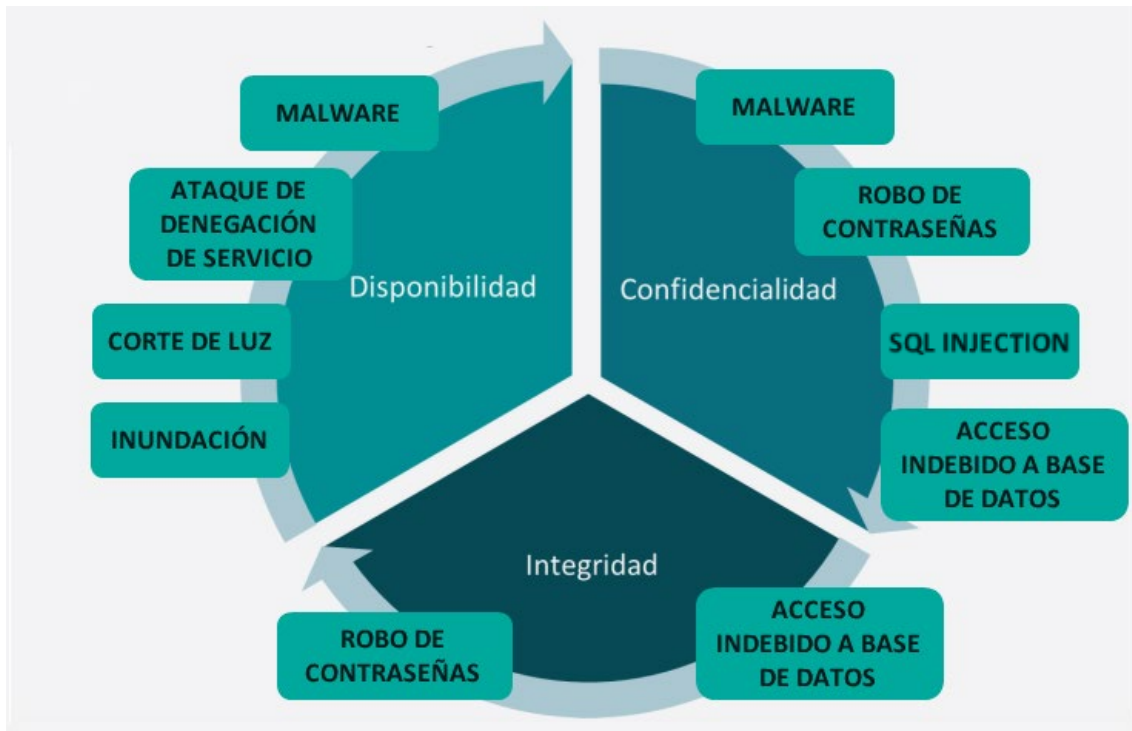 MALWARE
ATAQUE DE
DENEGACIÓN
DE SERVICIO
CORTE DE LUZ
INUNDACIÓN
Disponibilidad
MALWARE
ROBO DE
CONTRASEÑAS
SQL INJECTION
ACCESO
INDEBIDO A BASE
DE DATOS
Confidencialidad
Integridad
ROBO DE
CONTRASEÑAS
ACCESO
INDEBIDO A BASE
DE DATOS